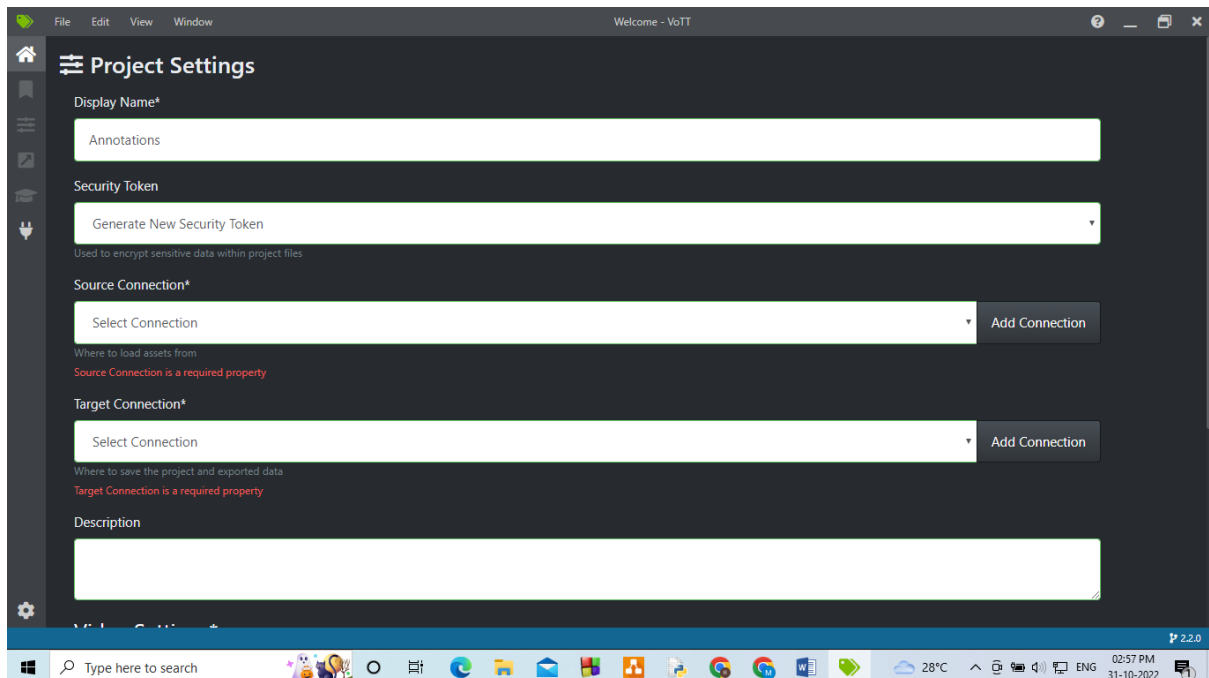 File Edit View Window Welcome - VoTT
Project Settings
Display Name*
Annotations
Security Token
Generate New Security Token
Used to encrypt sensitive data within project files
Source Connection*
Select Connection Add Connection
Where to load assets from
Source Connection is a required property
Target Connection*
Select Connection Add Connection
Where to save the project and exported data
Target Connection is a required property
Description
2.2.0
Type here to search 28°C ENG 02:57 PM
31-10-2022